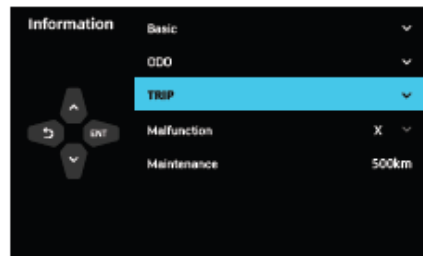 Information
Basic
ODO
TRIP
ENT
Malfunction X
Maintenance 500km